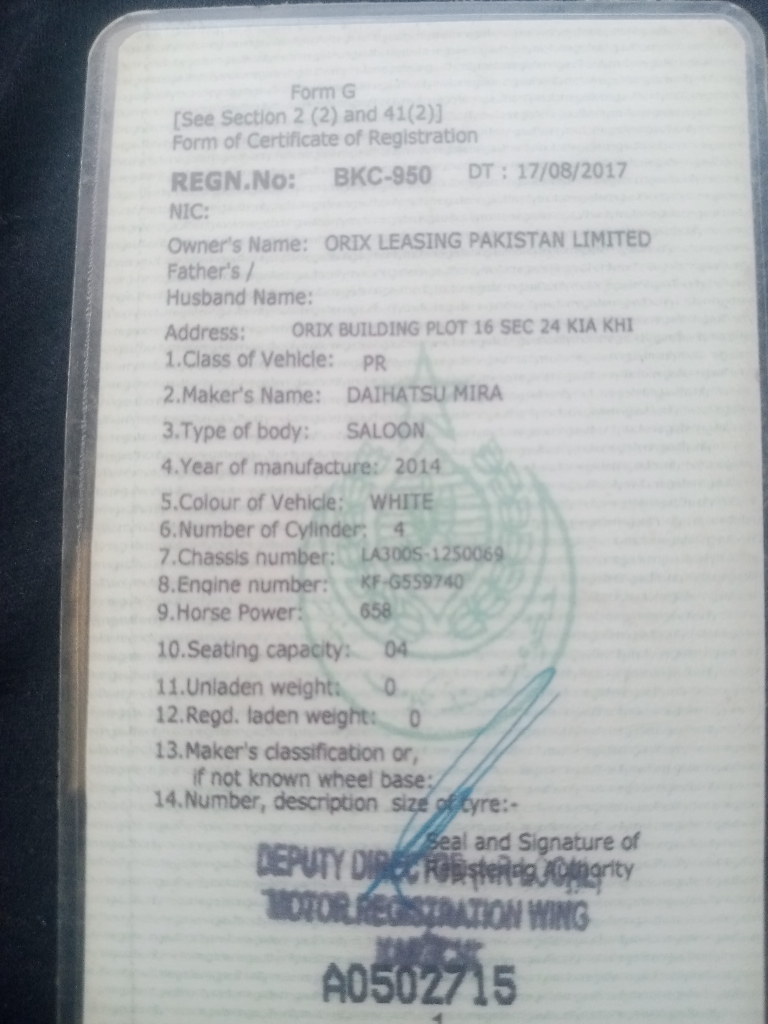 Form G
[See Section 2 (2) and 41(2)]
Form of Certificate of Registration
REGN.No: BKC-950 DT : 17/08/2017
NIC:
Owner's Name: ORIX LEASING PAKISTAN LIMITED
Father's /
Husband Name:
Address: ORIX BUILDING PLOT 16 SEC 24 KIA KHI
1.Class of Vehicle: PR
2.Maker's Name: DAIHATSU MIRA
3.Type of body: SALOON
4.Year of manufacture: 2014
5.Colour of Vehicle: WHITE
6.Number of Cylinder: 4
7.Chassis number: LA300S-1250069
8.Engine number: KF-G559740
9.Horse Power: 658
10.Seating capacity: 04
11.Unladen weight: 0
12.Regd. laden weight: 0
13.Maker's classification or,
if not known wheel base:
14.Number, description size of tyre:-
Seal and Signature of
Registering Authority
DEPUTY DIRECTOR
MOTOR REGISTRATION WING
KARACHI
A0502715
1